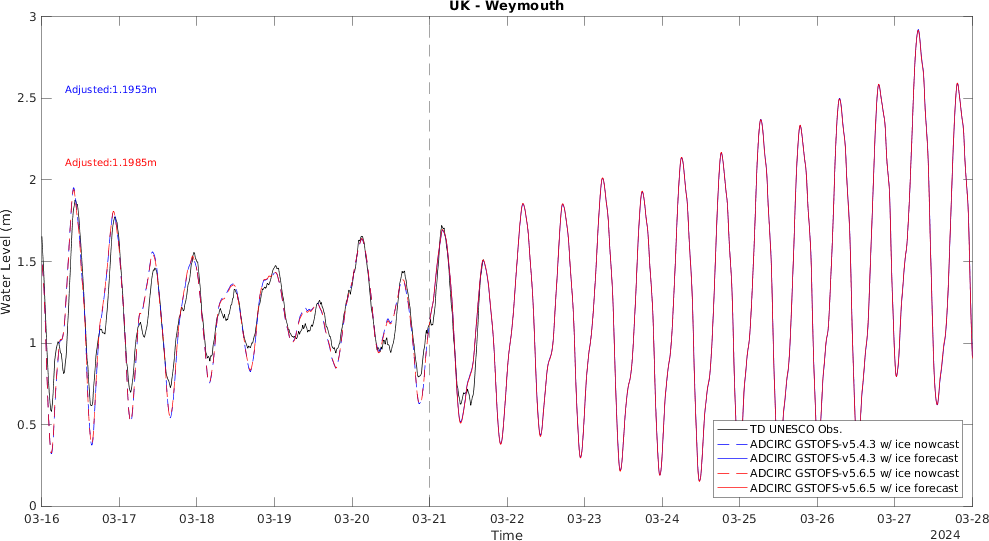 UK - Weymouth
3
2.5
2
1.5
1
0.5
0
Water Level (m)
Adjusted:1.1953m
Adjusted:1.1985m
TD UNESCO Obs.
ADCIRC GSTOFS-v5.4.3 w/ ice nowcast
ADCIRC GSTOFS-v5.4.3 w/ ice forecast
ADCIRC GSTOFS-v5.6.5 w/ ice nowcast
ADCIRC GSTOFS-v5.6.5 w/ ice forecast
03-16 03-17 03-18 03-19 03-20 03-21 03-22 03-23 03-24 03-25 03-26 03-27 03-28
Time
2024